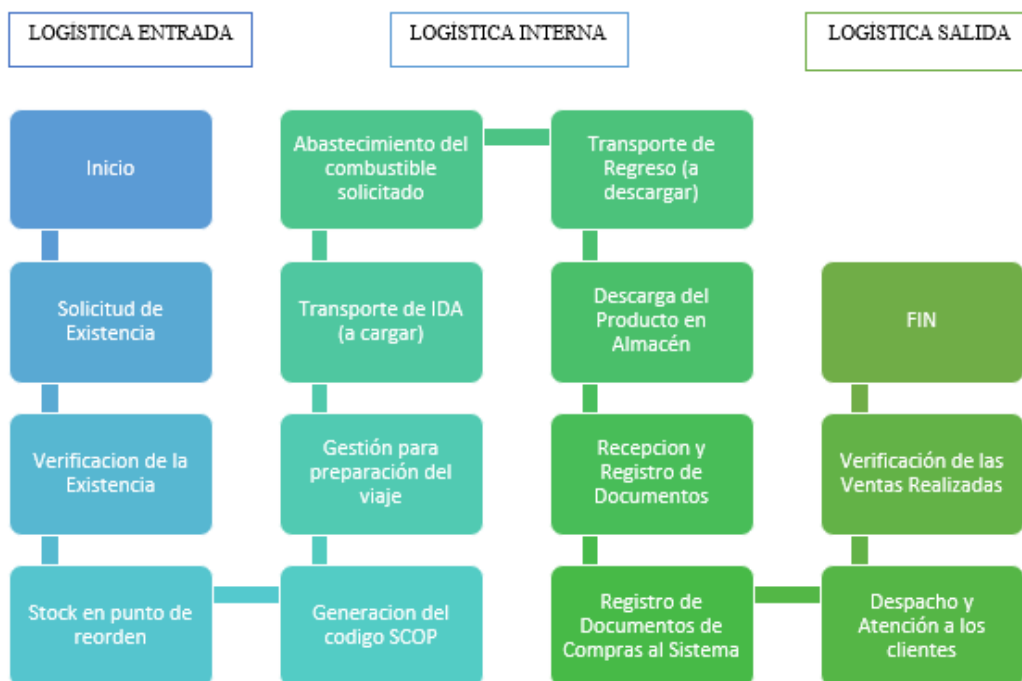 LOGÍSTICA ENTRADA
LOGÍSTICA INTERNA
LOGÍSTICA SALIDA
Inicio
Solicitud de
Existencia
Verificacion de la
Existencia
Stock en punto de
reorden
Generacion del
codigo SCOP
Gestión para
preparación del
viaje
Transporte de IDA
(a cargar)
Abastecimiento del
combustible
solicitado
Transporte de
Regreso (a
descargar)
Descarga del
Producto en
Almacén
Recepcion y
Registro de
Documentos
Registro de
Documentos de
Compras al Sistema
Despacho y
Atención a los
clientes
Verificación de las
Ventas Realizadas
FIN